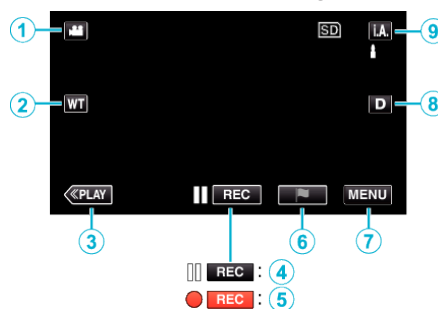 1 SD i.A. 9
2 WT D 8
≪PLAY REC MENU
3 6 7
REC : 4
REC : 5